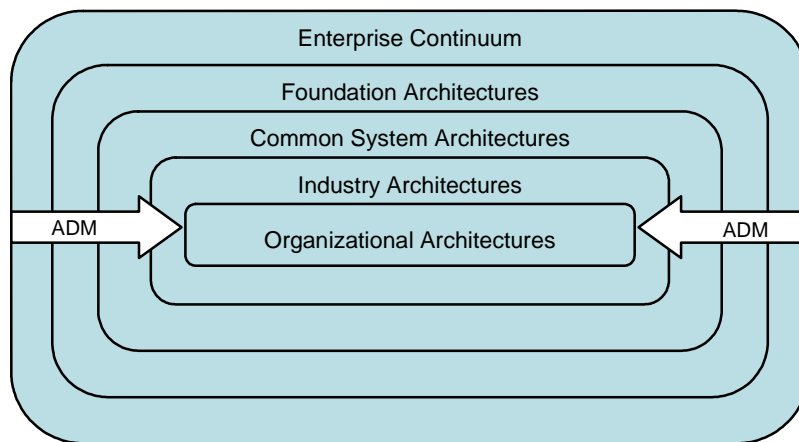 Enterprise Continuum
Foundation Architectures
Common System Architectures
Industry Architectures
ADM
Organizational Architectures
ADM